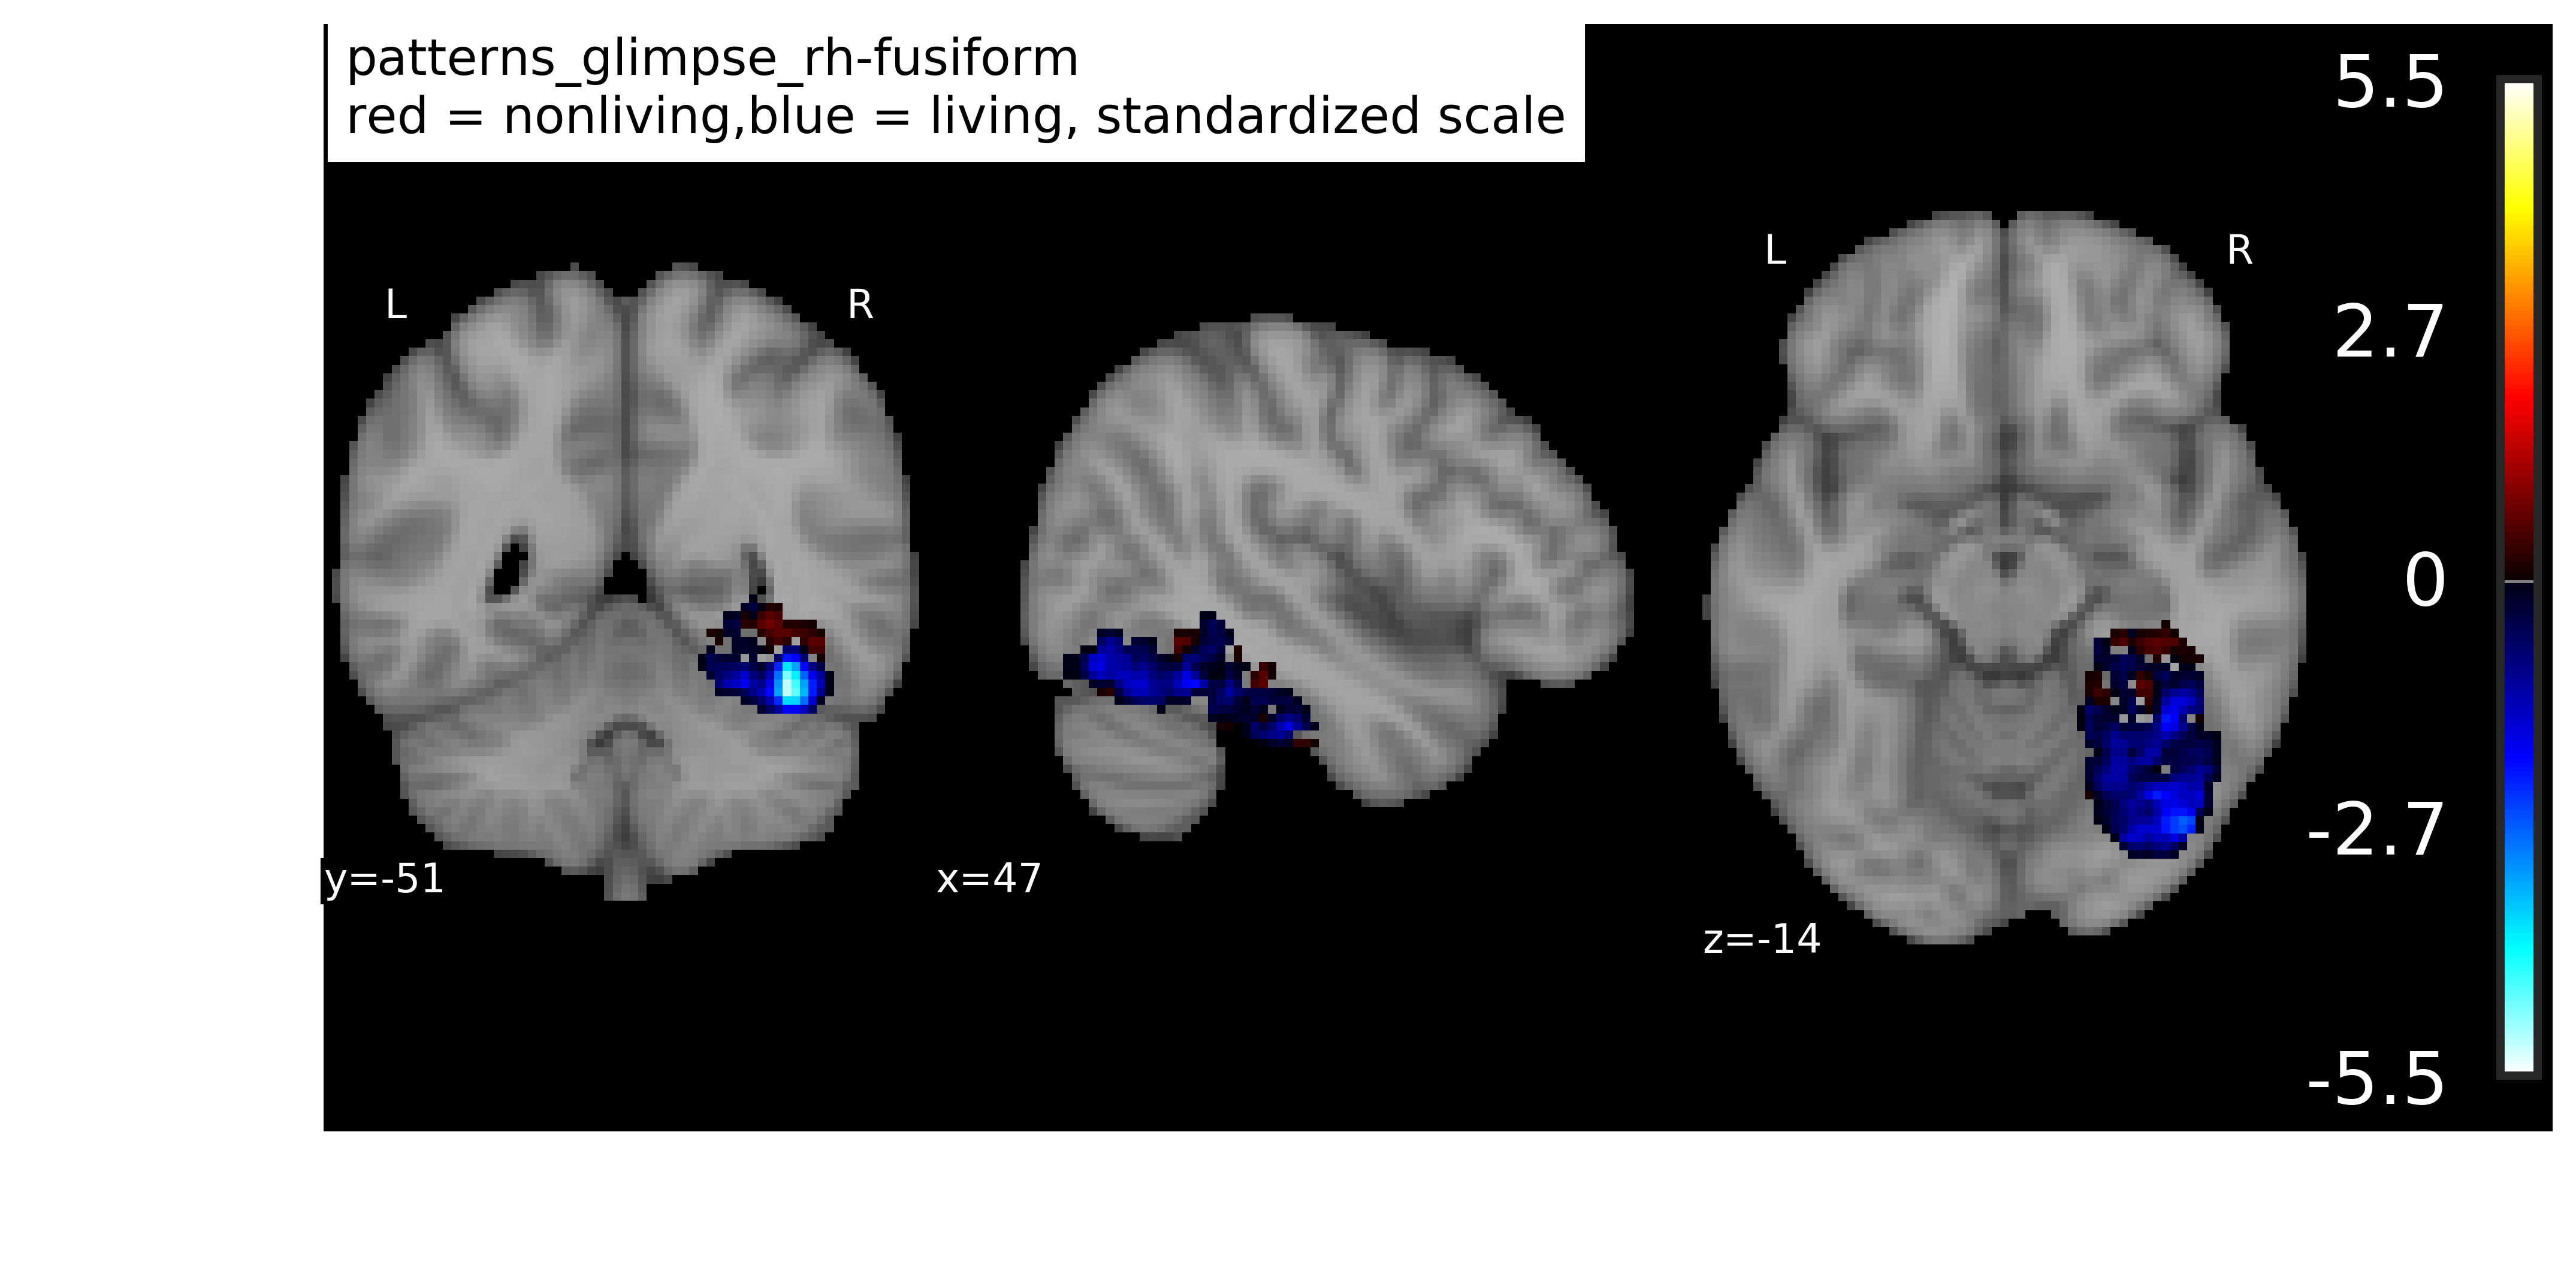 patterns_glimpse_rh-fusiform
red = nonliving,blue = living, standardized scale
L
R
y=-51
x=47
L
R
z=-14
5.5
2.7
0
-2.7
-5.5